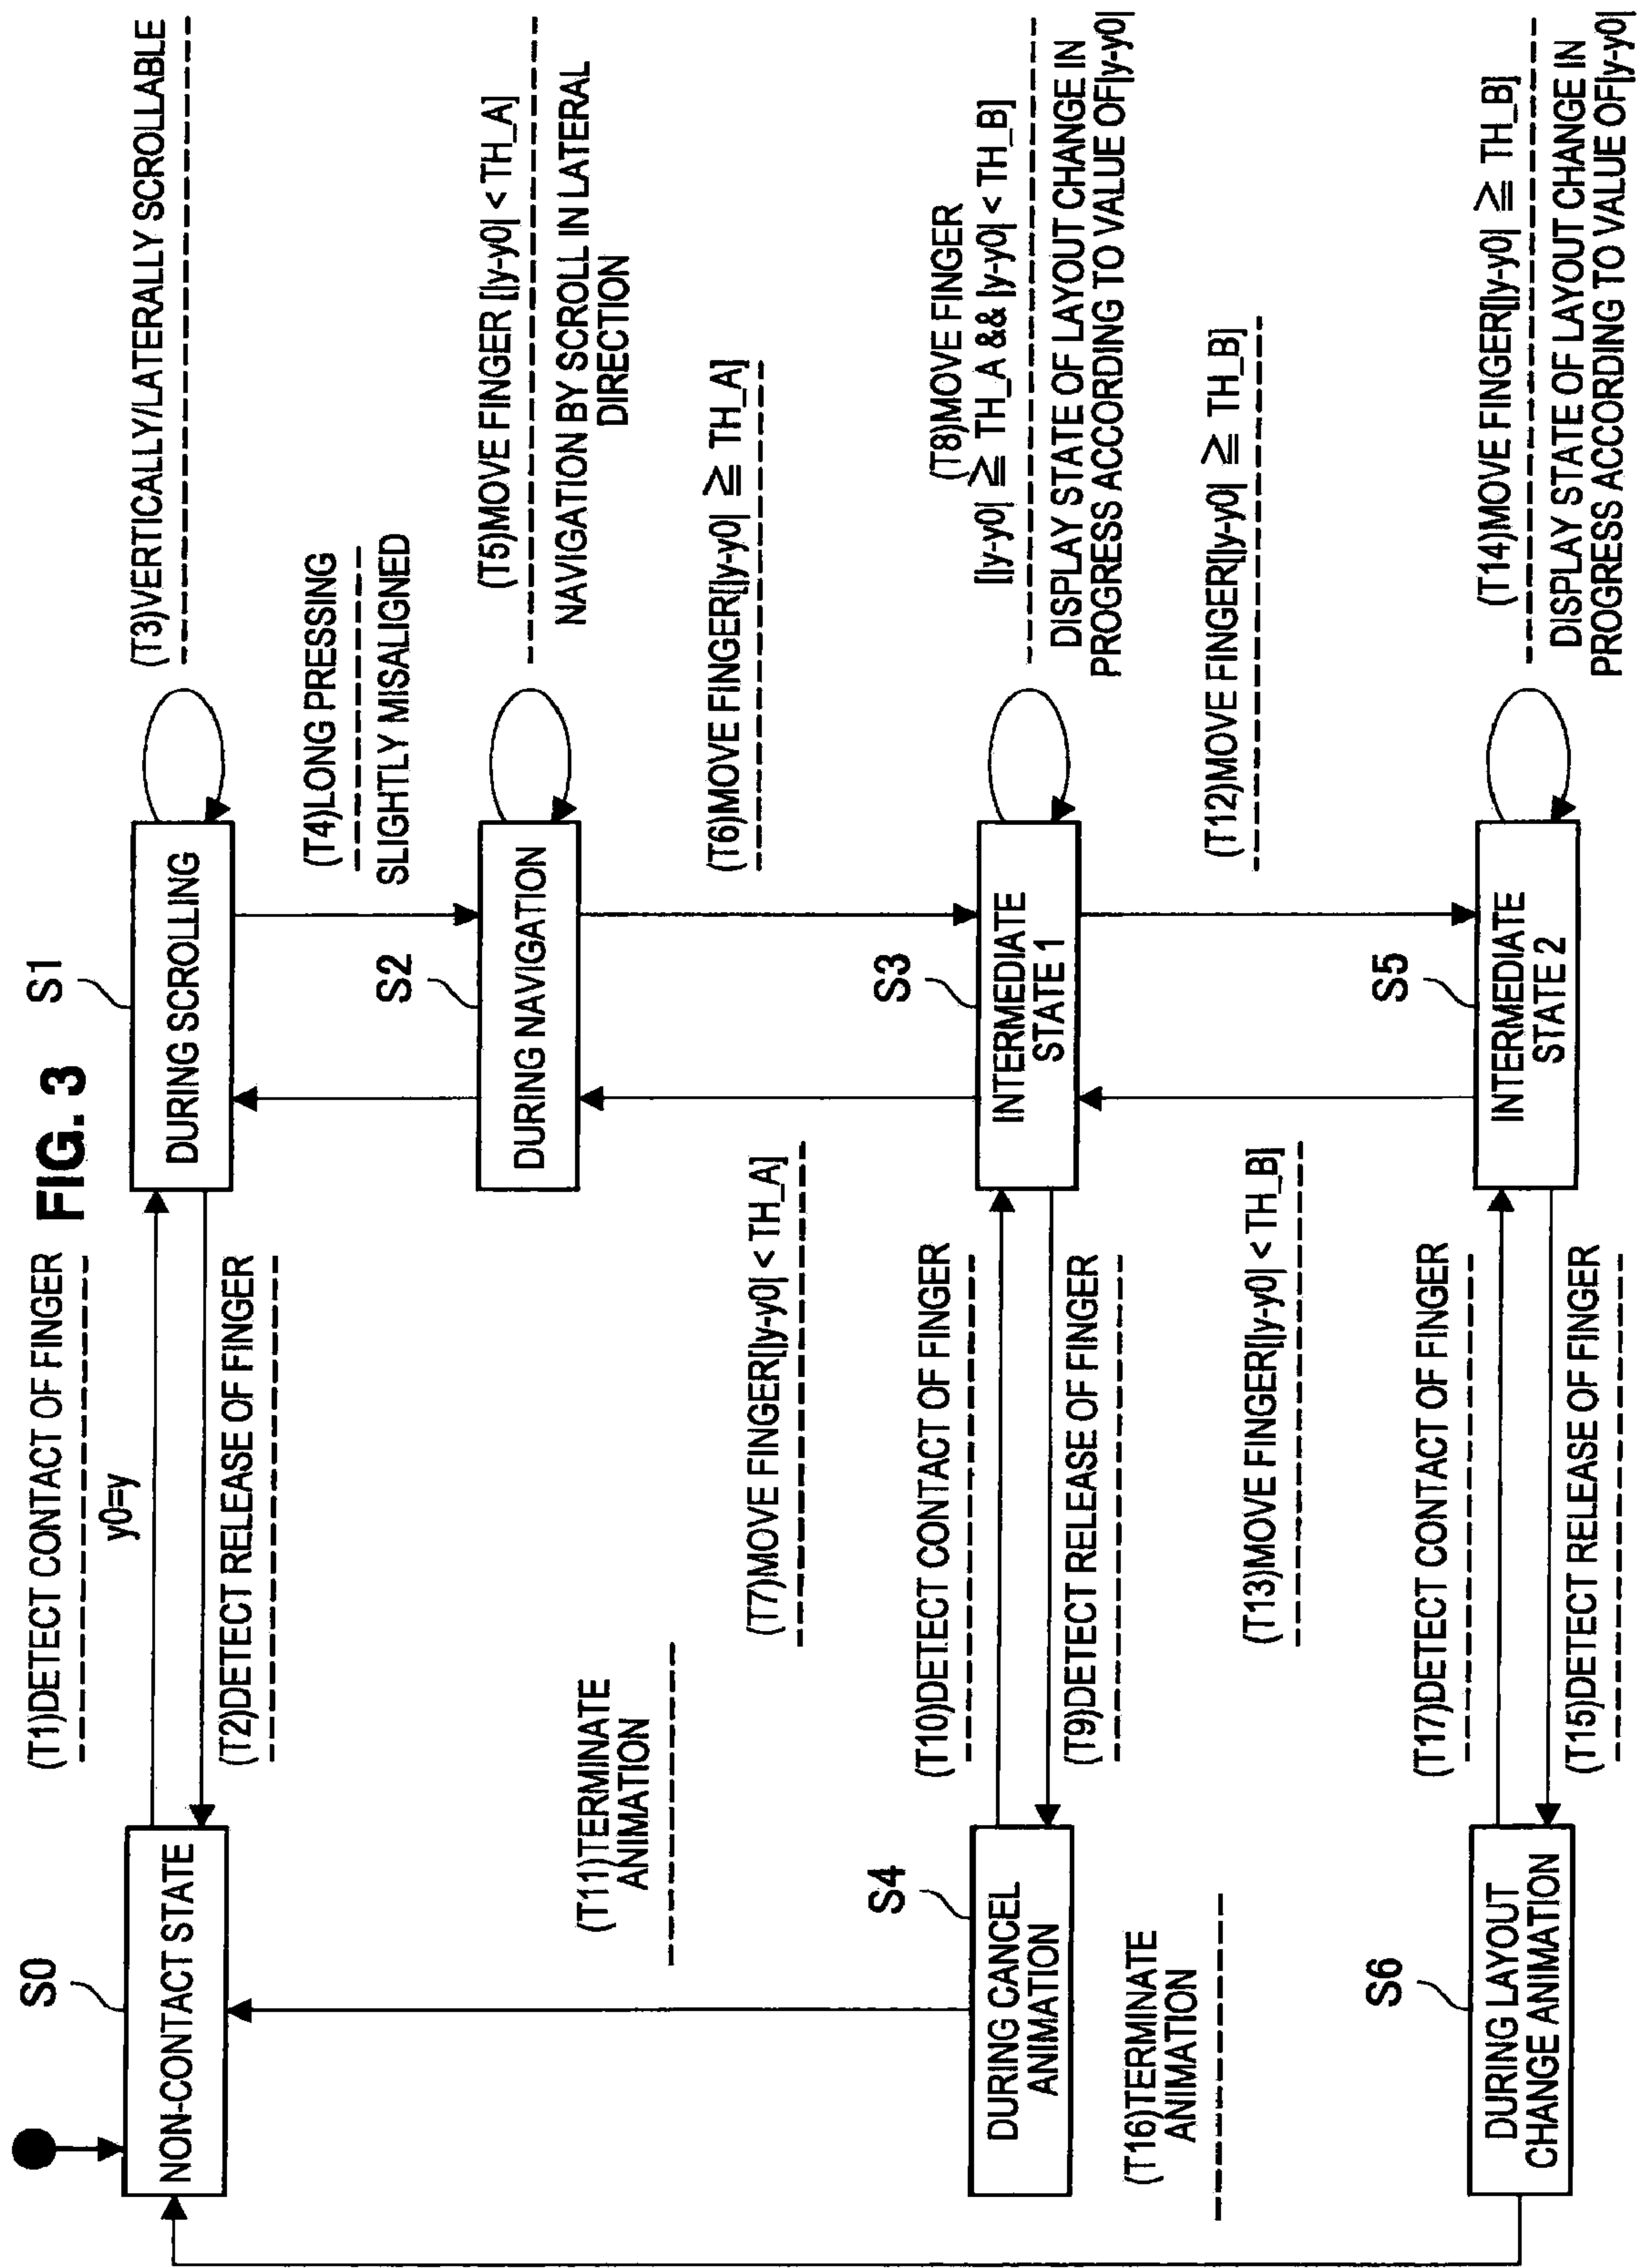 FIG. 3
S0
NON-CONTACT STATE
(T1)DETECT CONTACT OF FINGER
y0=y
(T2)DETECT RELEASE OF FINGER
S1
DURING SCROLLING
(T3)VERTICALLY/LATERALLY SCROLLABLE
(T4)LONG PRESSING
SLIGHTLY MISALIGNED
S2
DURING NAVIGATION
(T5)MOVE FINGER [|y-y0| < TH_A]
NAVIGATION BY SCROLL IN LATERAL
DIRECTION
(T11)TERMINATE
ANIMATION
(T7)MOVE FINGER[|y-y0| < TH_A]
(T6)MOVE FINGER[|y-y0| ≧ TH_A]
S4
DURING CANCEL
ANIMATION
(T10)DETECT CONTACT OF FINGER
(T9)DETECT RELEASE OF FINGER
S3
INTERMEDIATE
STATE 1
(T8)MOVE FINGER
[|y-y0| ≧ TH_A && |y-y0| < TH_B]
DISPLAY STATE OF LAYOUT CHANGE IN
PROGRESS ACCORDING TO VALUE OF|y-y0|
(T16)TERMINATE
ANIMATION
(T13)MOVE FINGER[|y-y0| < TH_B]
(T12)MOVE FINGER[|y-y0| ≧ TH_B]
S6
DURING LAYOUT
CHANGE ANIMATION
(T17)DETECT CONTACT OF FINGER
(T15)DETECT RELEASE OF FINGER
S5
INTERMEDIATE
STATE 2
(T14)MOVE FINGER[|y-y0| ≧ TH_B]
DISPLAY STATE OF LAYOUT CHANGE IN
PROGRESS ACCORDING TO VALUE OF|y-y0|